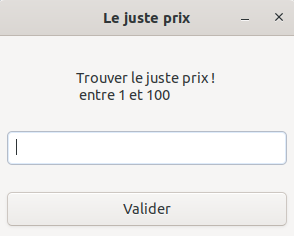 Le juste prix
Trouver le juste prix !
entre 1 et 100
Valider